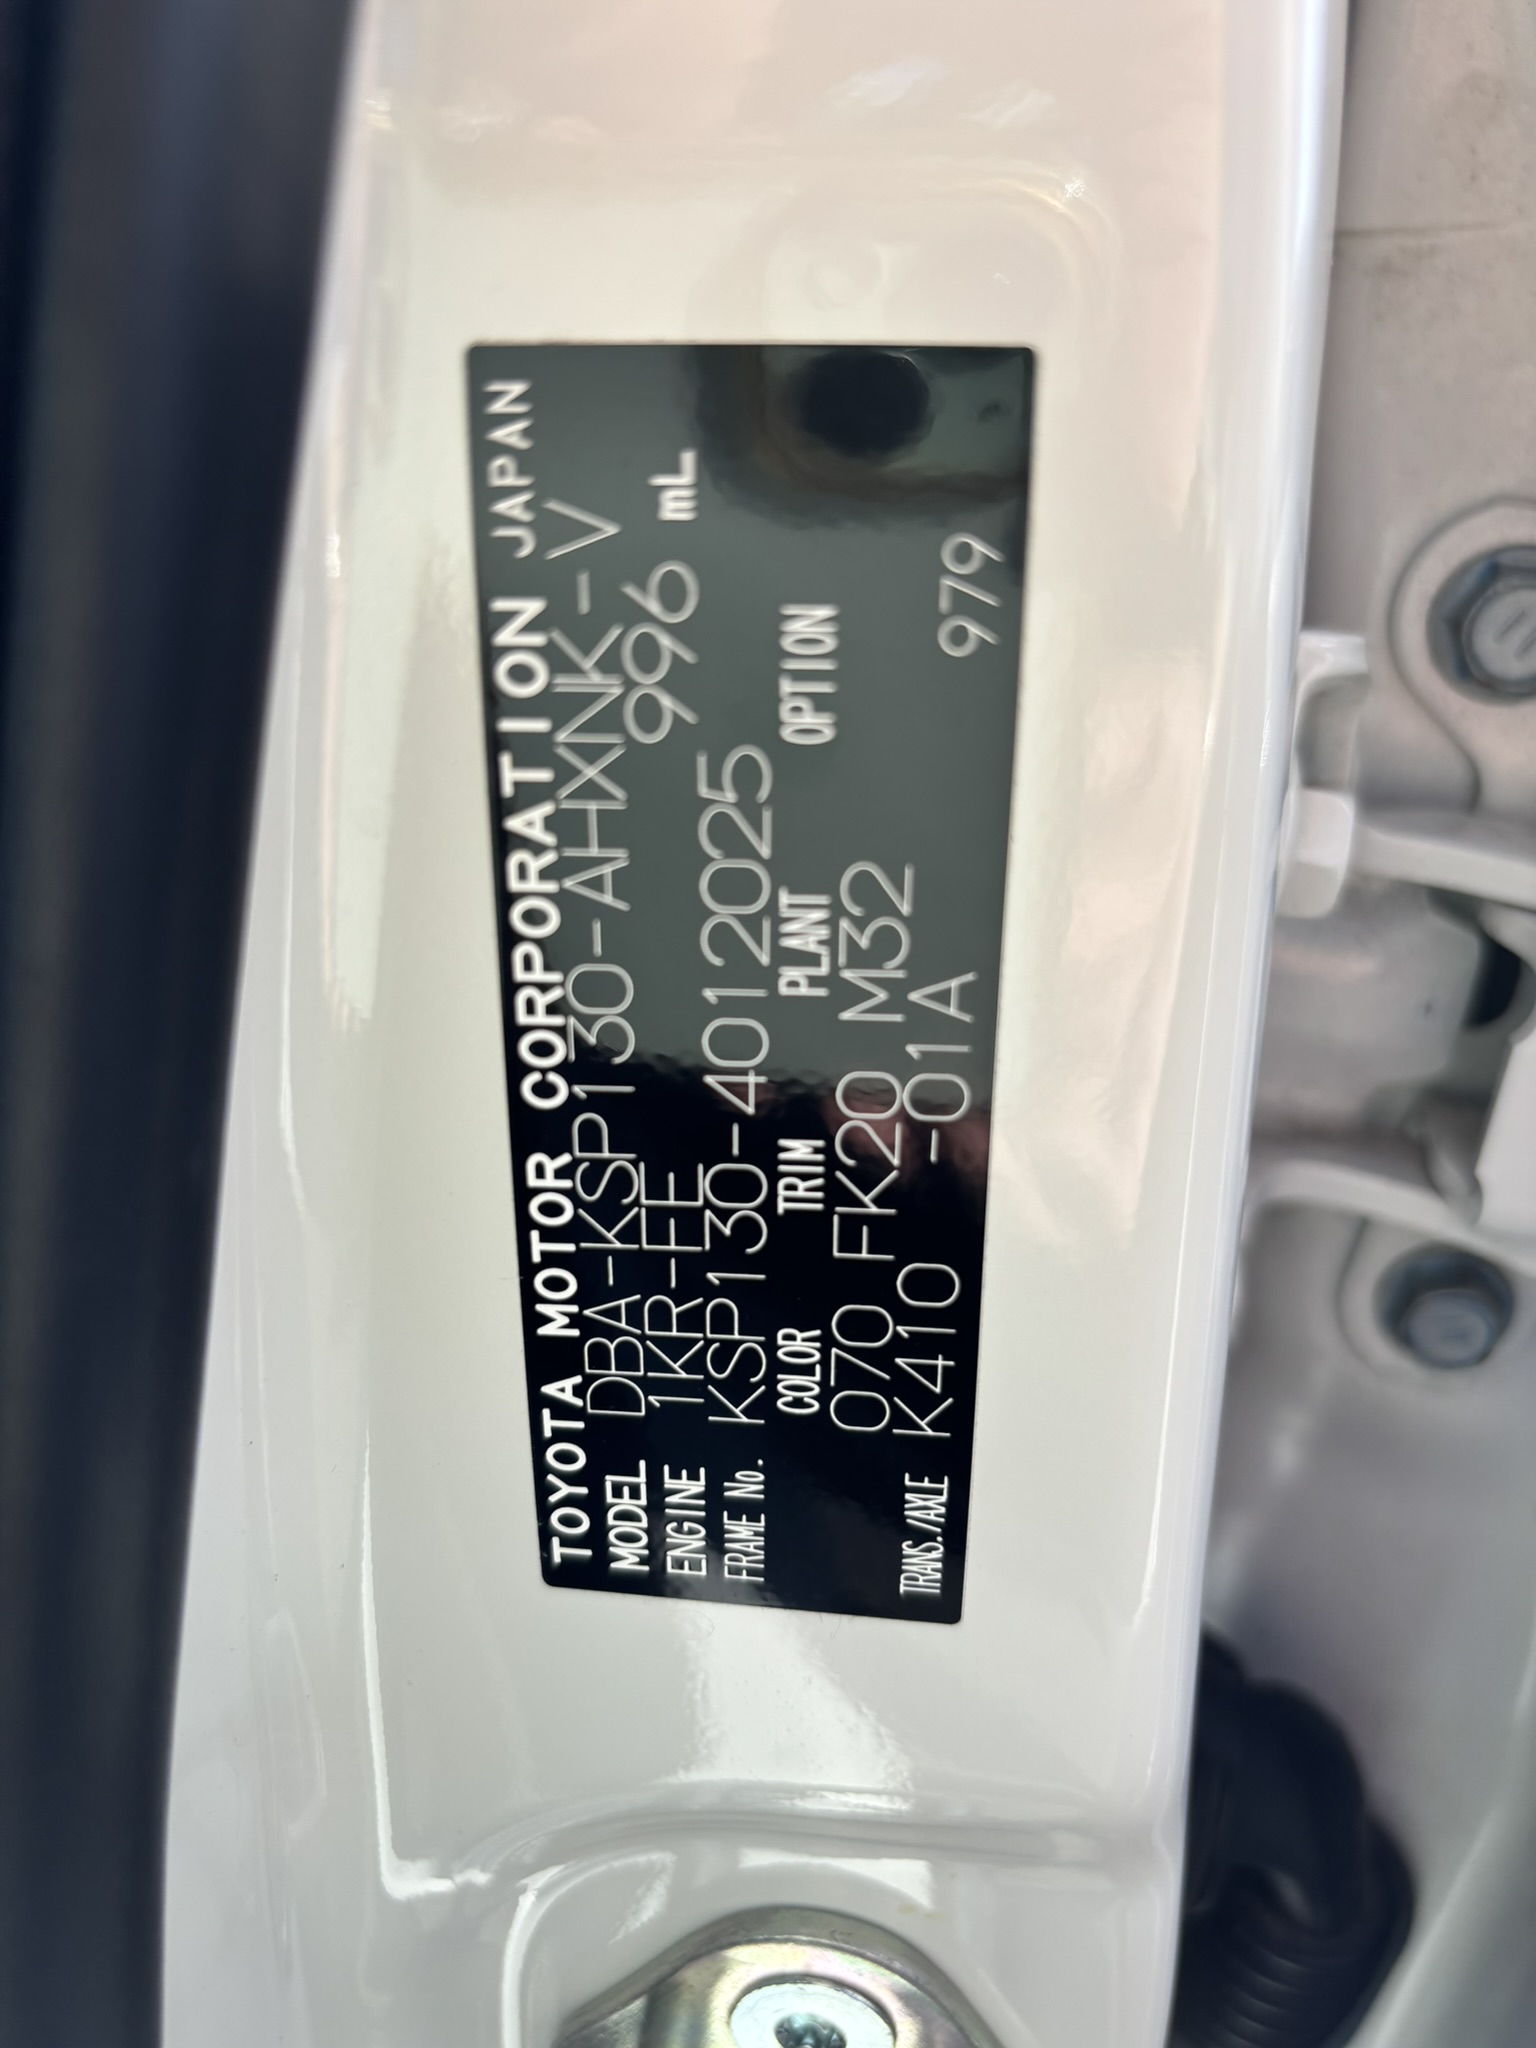 TOYOTA MOTOR CORPORATION JAPAN
MODEL DBA-KSP130-AHXNK-V
ENGINE 1KR-FE 996 mL
FRAME No. KSP130-4012025
COLOR TRIM PLANT OPTION
070 FK20 M32
TRANS./AXLE K410 -01A 979